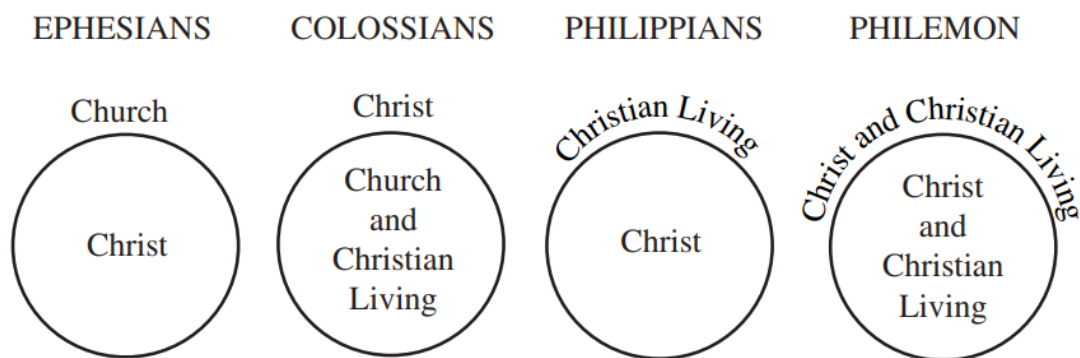 EPHESIANS
COLOSSIANS
PHILIPPIANS
PHILEMON
Church
Christ
Christ
Church
and
Christian
Living
Christian Living
Christ
Christ and Christian Living
Christ
and
Christian
Living